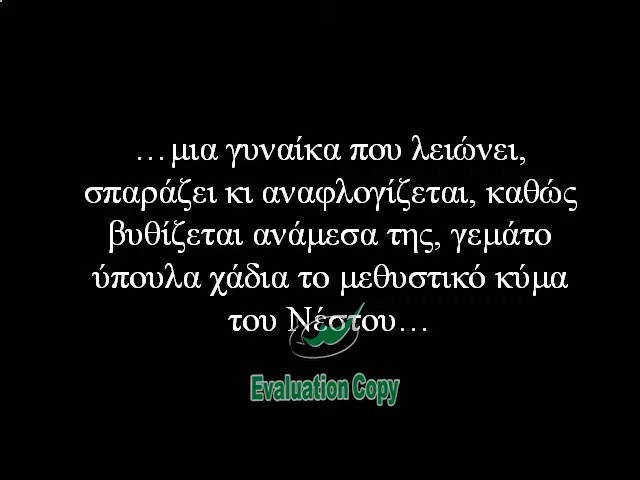 …μια γυναίκα που λειώνει,
σπαράζει κι αναφλογίζεται, καθώς
βυθίζεται ανάμεσα της, γεμάτο
ύπουλα χάδια το μεθυστικό κύμα
του Νέστου…
Evaluation Copy